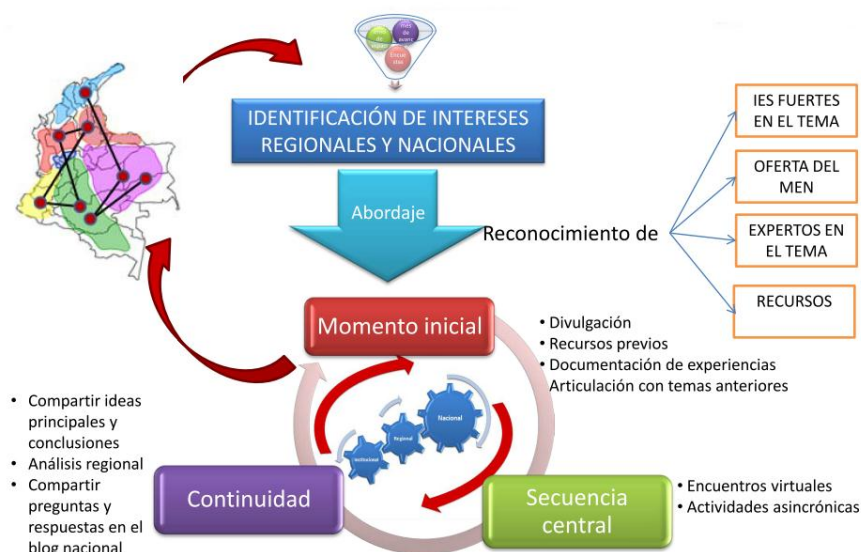 Encue
stas
IDENTIFICACIÓN DE INTERESES
REGIONALES Y NACIONALES
Abordaje
Reconocimiento de
IES FUERTES
EN EL TEMA
OFERTA DEL
MEN
EXPERTOS EN
EL TEMA
RECURSOS
Momento inicial
• Divulgación
• Recursos previos
• Documentación de experiencias
Articulación con temas anteriores
Nacional
Regional
Institucional
• Compartir ideas
principales y
conclusiones
• Análisis regional
• Compartir
preguntas y
respuestas en el
blog nacional
Continuidad
Secuencia
central
• Encuentros virtuales
• Actividades asincrónicas